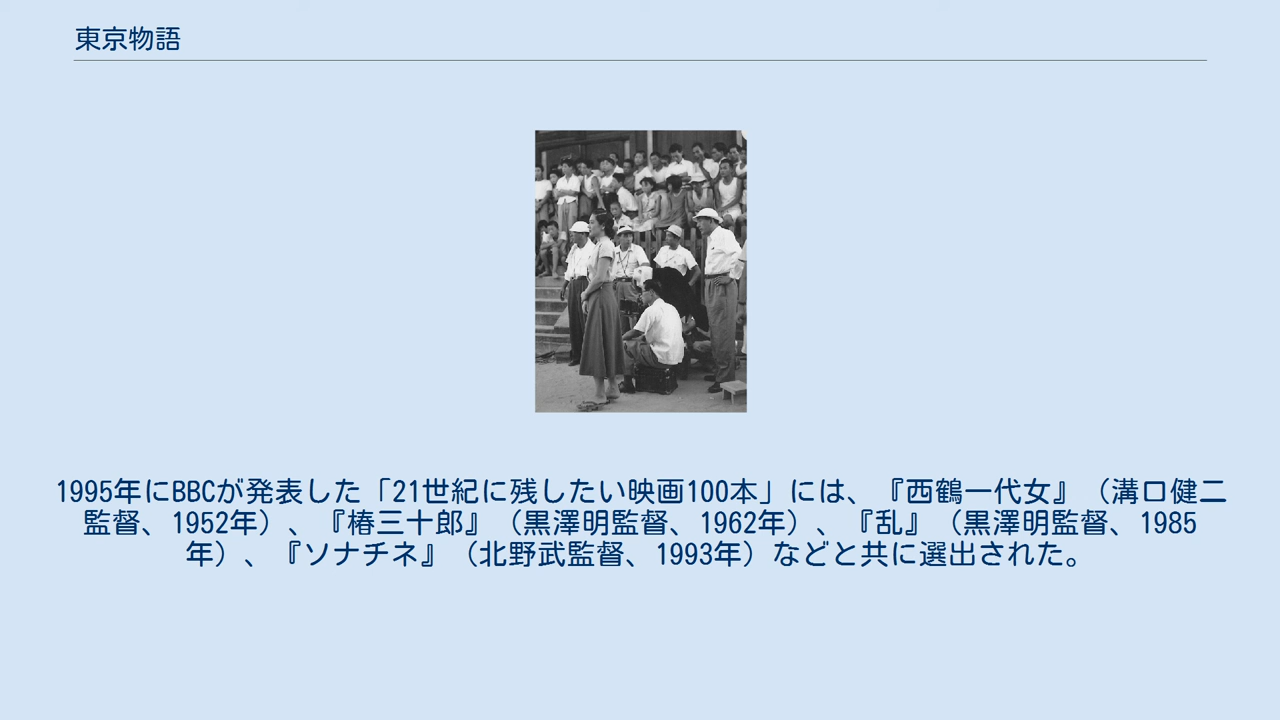 東京物語
1995年にBBCが発表した「21世紀に残したい映画100本」には、『西鶴一代女』（溝口健二
監督、1952年）、『椿三十郎』（黒澤明監督、1962年）、『乱』（黒澤明監督、1985
年）、『ソナチネ』（北野武監督、1993年）などと共に選出された。